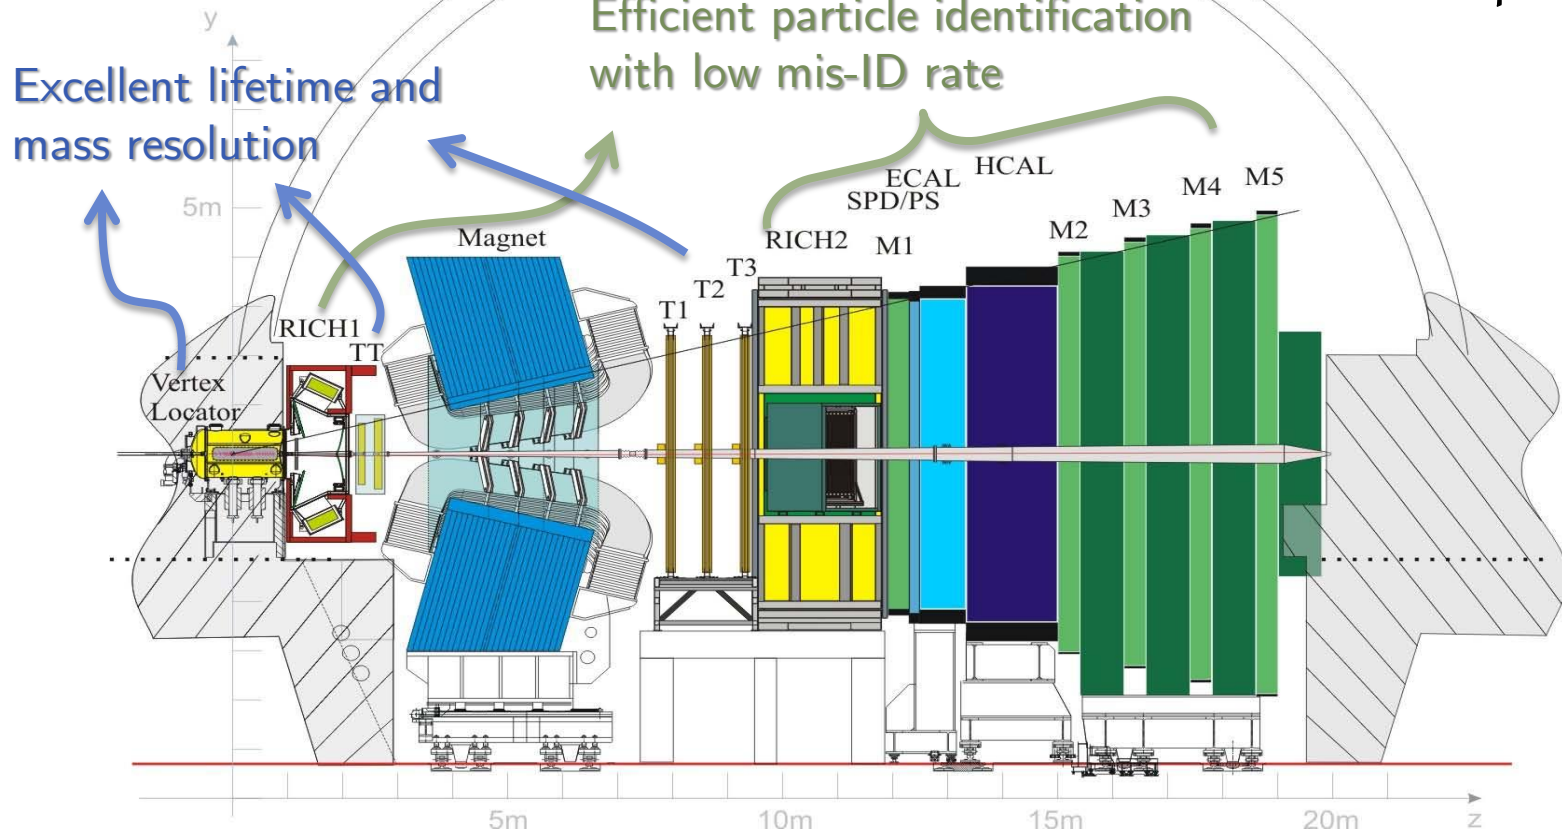 y
Efficient particle identification
with low mis-ID rate
Excellent lifetime and
mass resolution
5m
HCAL
ECAL
SPD/PS
M5
M4
M3
M2
Magnet
RICH2
M1
T3
T2
T1
RICH1
TT
Vertex
Locator
5m
10m
15m
20m
z